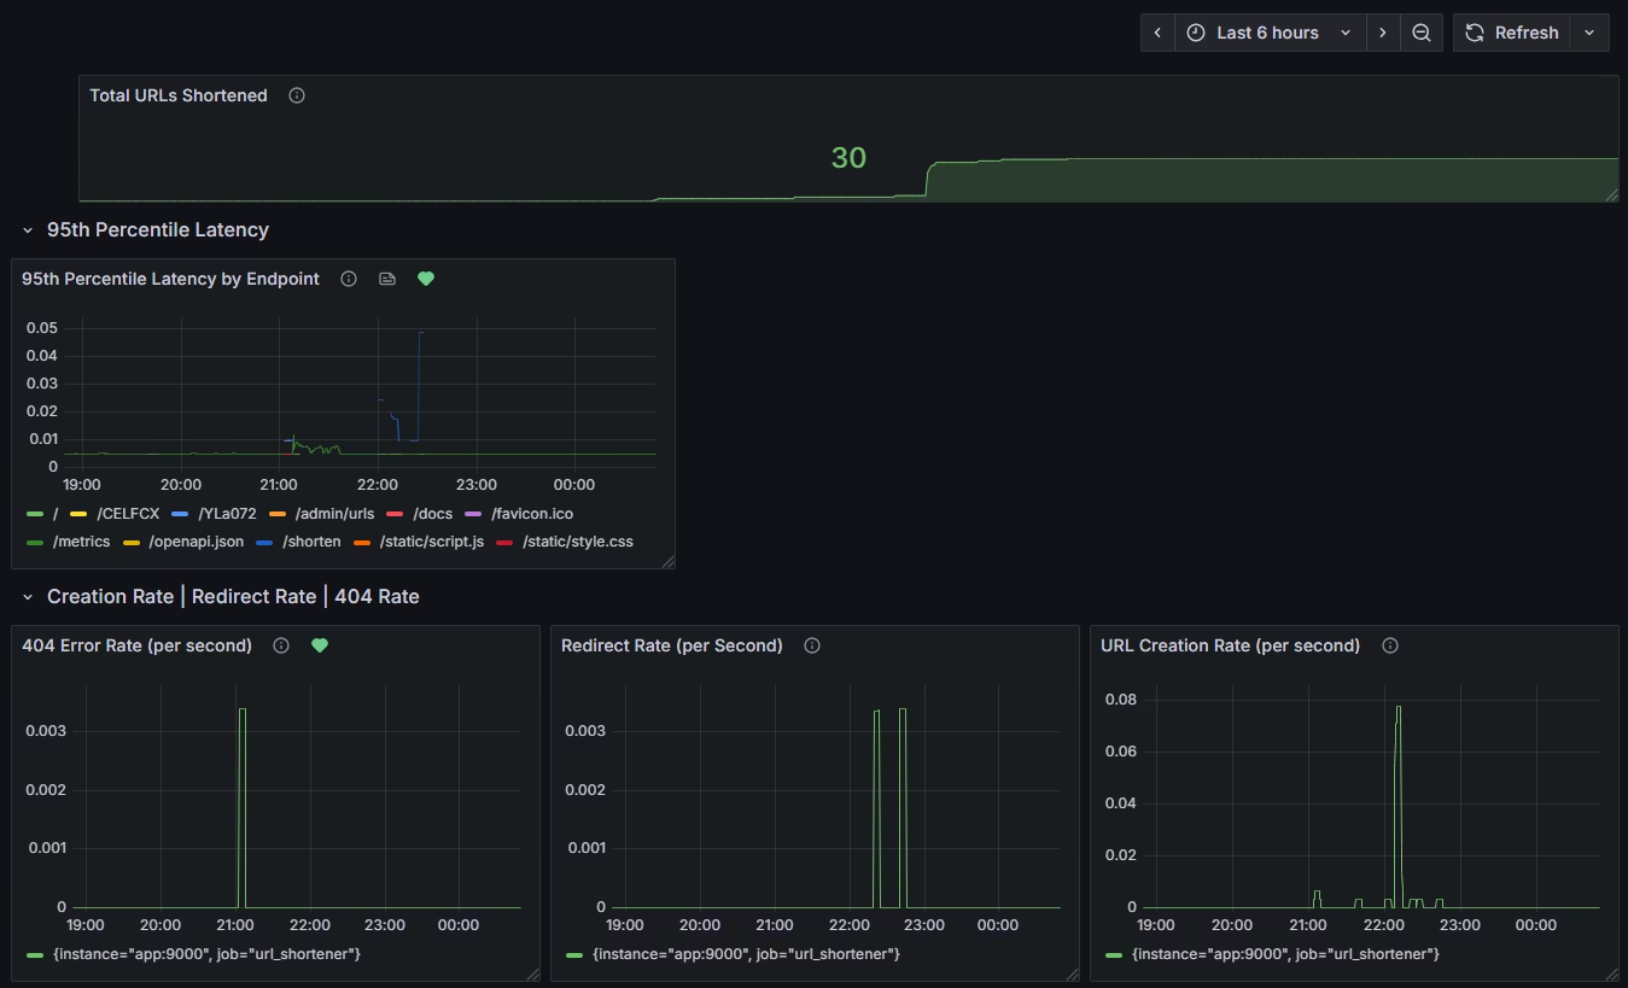 Last 6 hours Refresh
Total URLs Shortened
30
95th Percentile Latency
95th Percentile Latency by Endpoint
0.05
0.04
0.03
0.02
0.01
0
19:00 20:00 21:00 22:00 23:00 00:00
/ /CELFCX /YLa072 /admin/urls /docs /favicon.ico
/metrics /openapi.json /shorten /static/script.js /static/style.css
Creation Rate | Redirect Rate | 404 Rate
404 Error Rate (per second)
0.003
0.002
0.001
0
19:00 20:00 21:00 22:00 23:00 00:00
{instance="app:9000", job="url_shortener"}
Redirect Rate (per Second)
0.003
0.002
0.001
0
19:00 20:00 21:00 22:00 23:00 00:00
{instance="app:9000", job="url_shortener"}
URL Creation Rate (per second)
0.08
0.06
0.04
0.02
0
19:00 20:00 21:00 22:00 23:00 00:00
{instance="app:9000", job="url_shortener"}